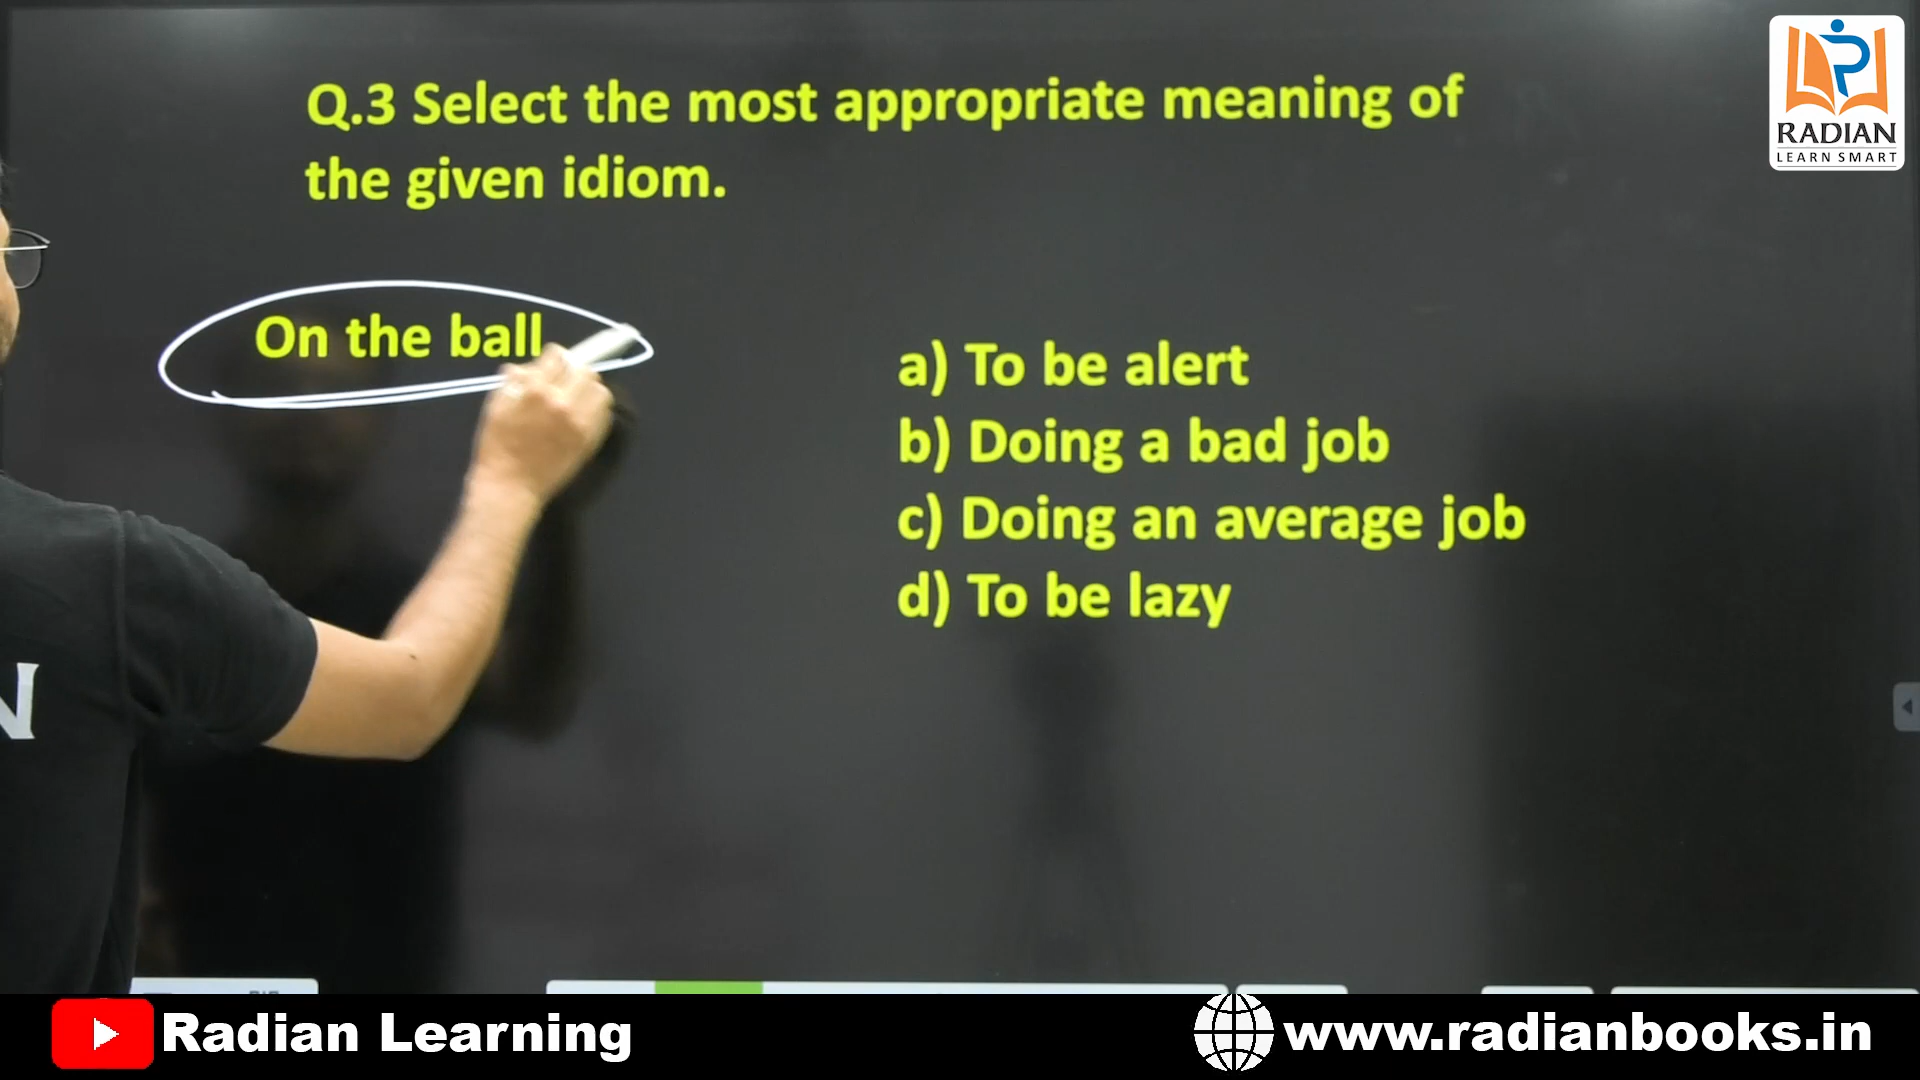 Q.3 Select the most appropriate meaning of
the given idiom.
On the ball
a) To be alert
b) Doing a bad job
c) Doing an average job
d) To be lazy
RADIAN
LEARN SMART
N
Radian Learning
www.radianbooks.in